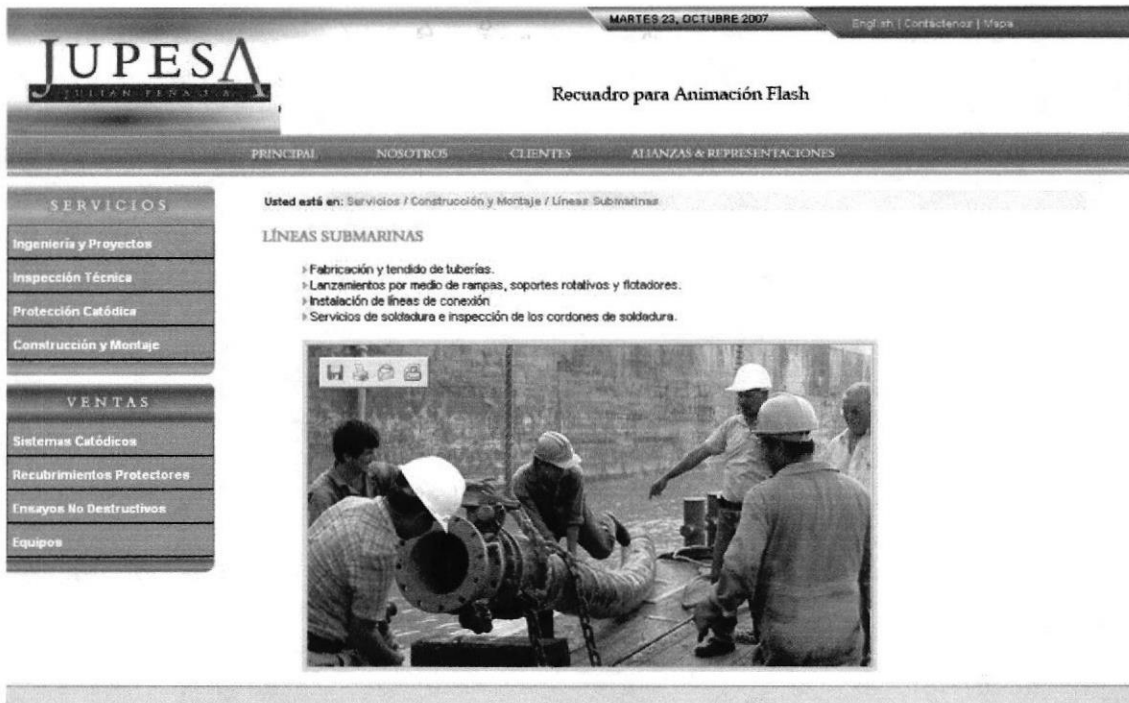 MARTES 23, OCTUBRE 2007
English | Contáctenos | Mapa
JUPESA
JULIÁN PEÑA J.R.
Recuadro para Animación Flash
PRINCIPAL NOSOTROS CLIENTES ALIANZAS & REPRESENTACIONES
SERVICIOS
Ingeniería y Proyectos
Inspección Técnica
Protección Catódica
Construcción y Montaje
VENTAS
Sistemas Catódicos
Recubrimientos Protectores
Ensayos No Destructivos
Equipos
Usted está en: Servicios / Construcción y Montaje / Líneas Submarinas
LÍNEAS SUBMARINAS
Fabricación y tendido de tuberías.
Lanzamientos por medio de rampas, soportes rotativos y flotadores.
Instalación de líneas de conexión
Servicios de soldadura e inspección de los cordones de soldadura.